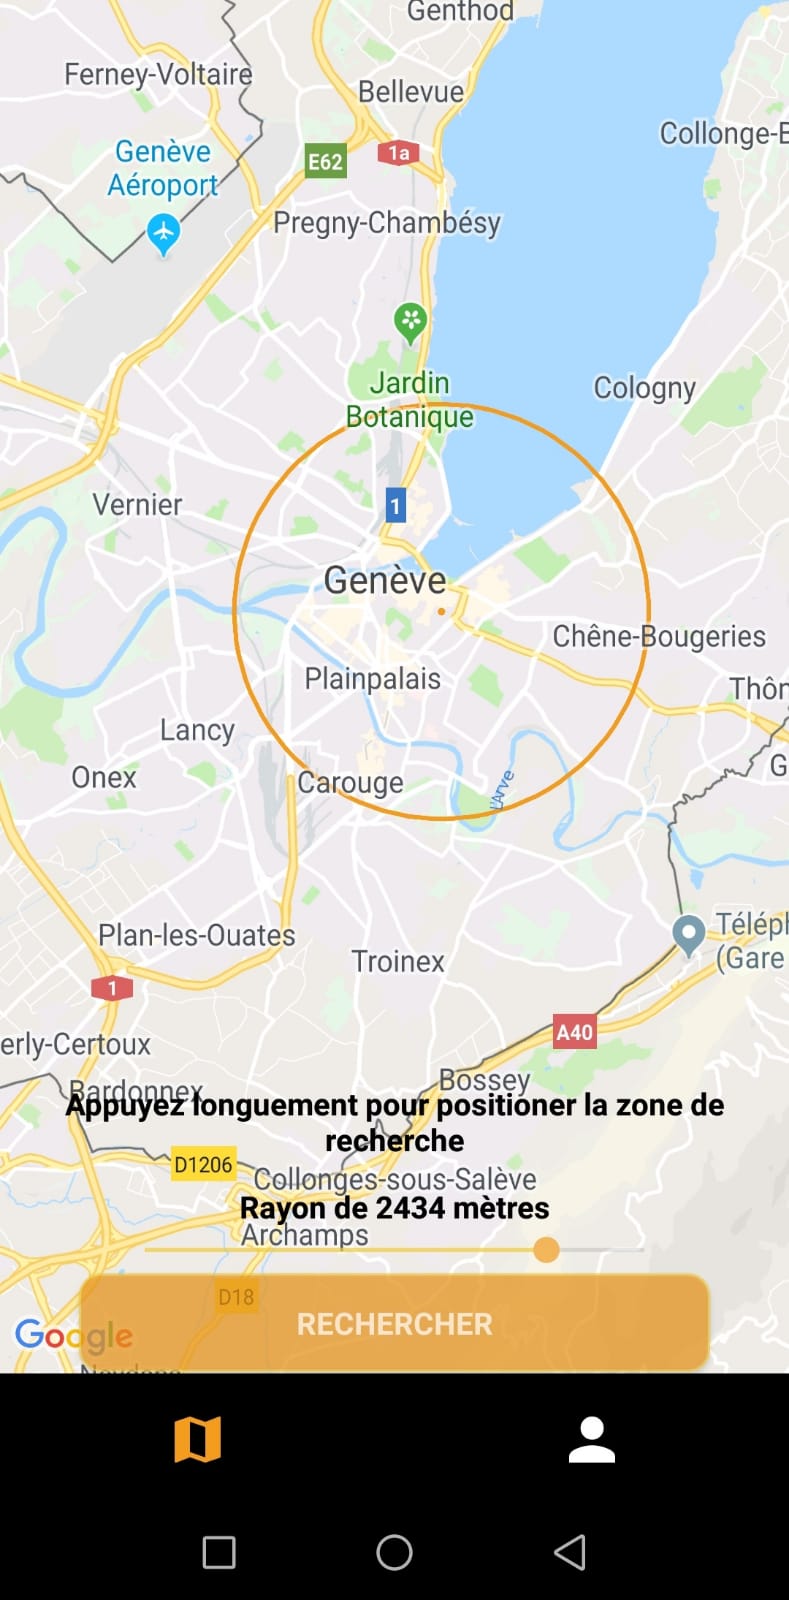 Genthod
Ferney-Voltaire
Bellevue
Collonge-B
Genève
Aéroport
E62
1a
Pregny-Chambésy
Jardin
Botanique
Cologny
Vernier
1
Genève
Chêne-Bougeries
Plainpalais
Thôn
Lancy
G
Onex
Carouge
L'Arve
Plan-les-Ouates
Téléph
(Gare
Troinex
1
A40
erly-Certoux
Bossey
Bardonnex
Appuyez longuement pour positioner la zone de
recherche
D1206
Collonges-sous-Salève
Rayon de 2434 mètres
Archamps
D18
RECHERCHER
Google